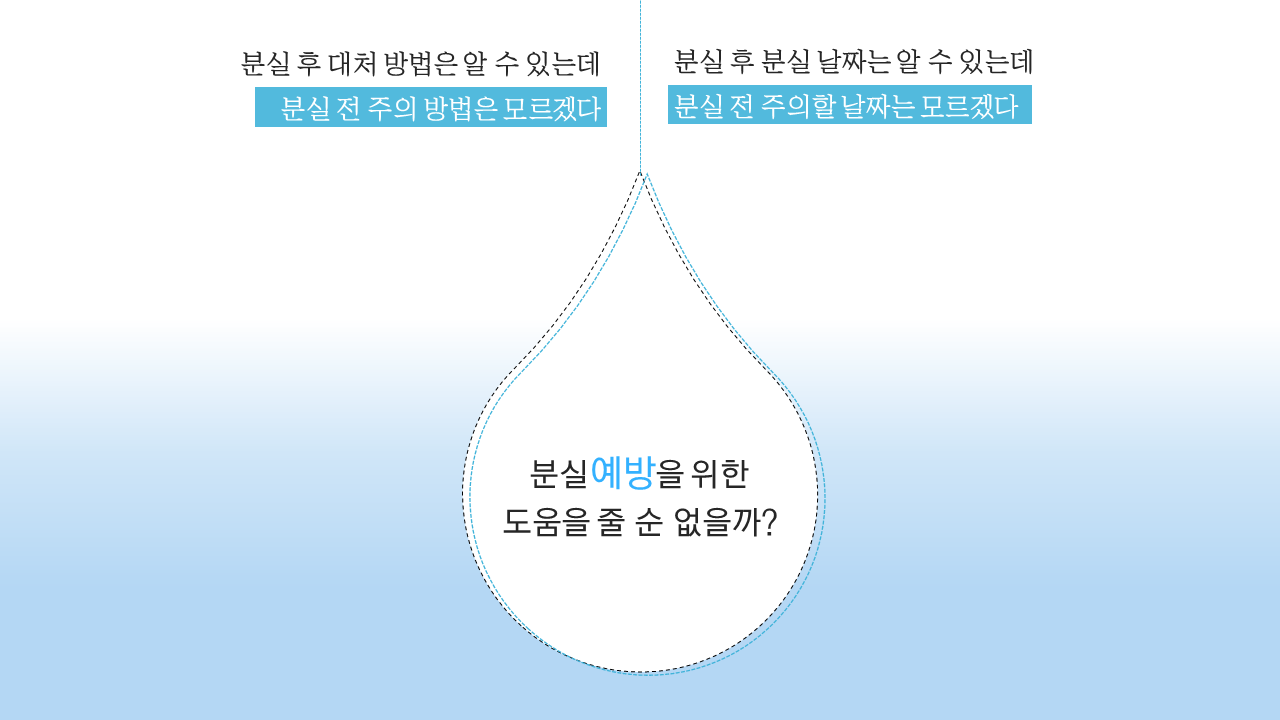 분실 후 대처 방법은 알 수 있는데
분실 전 주의 방법은 모르겠다
분실 후 분실 날짜는 알 수 있는데
분실 전 주의할 날짜는 모르겠다
분실예방을 위한
도움을 줄 순 없을까?